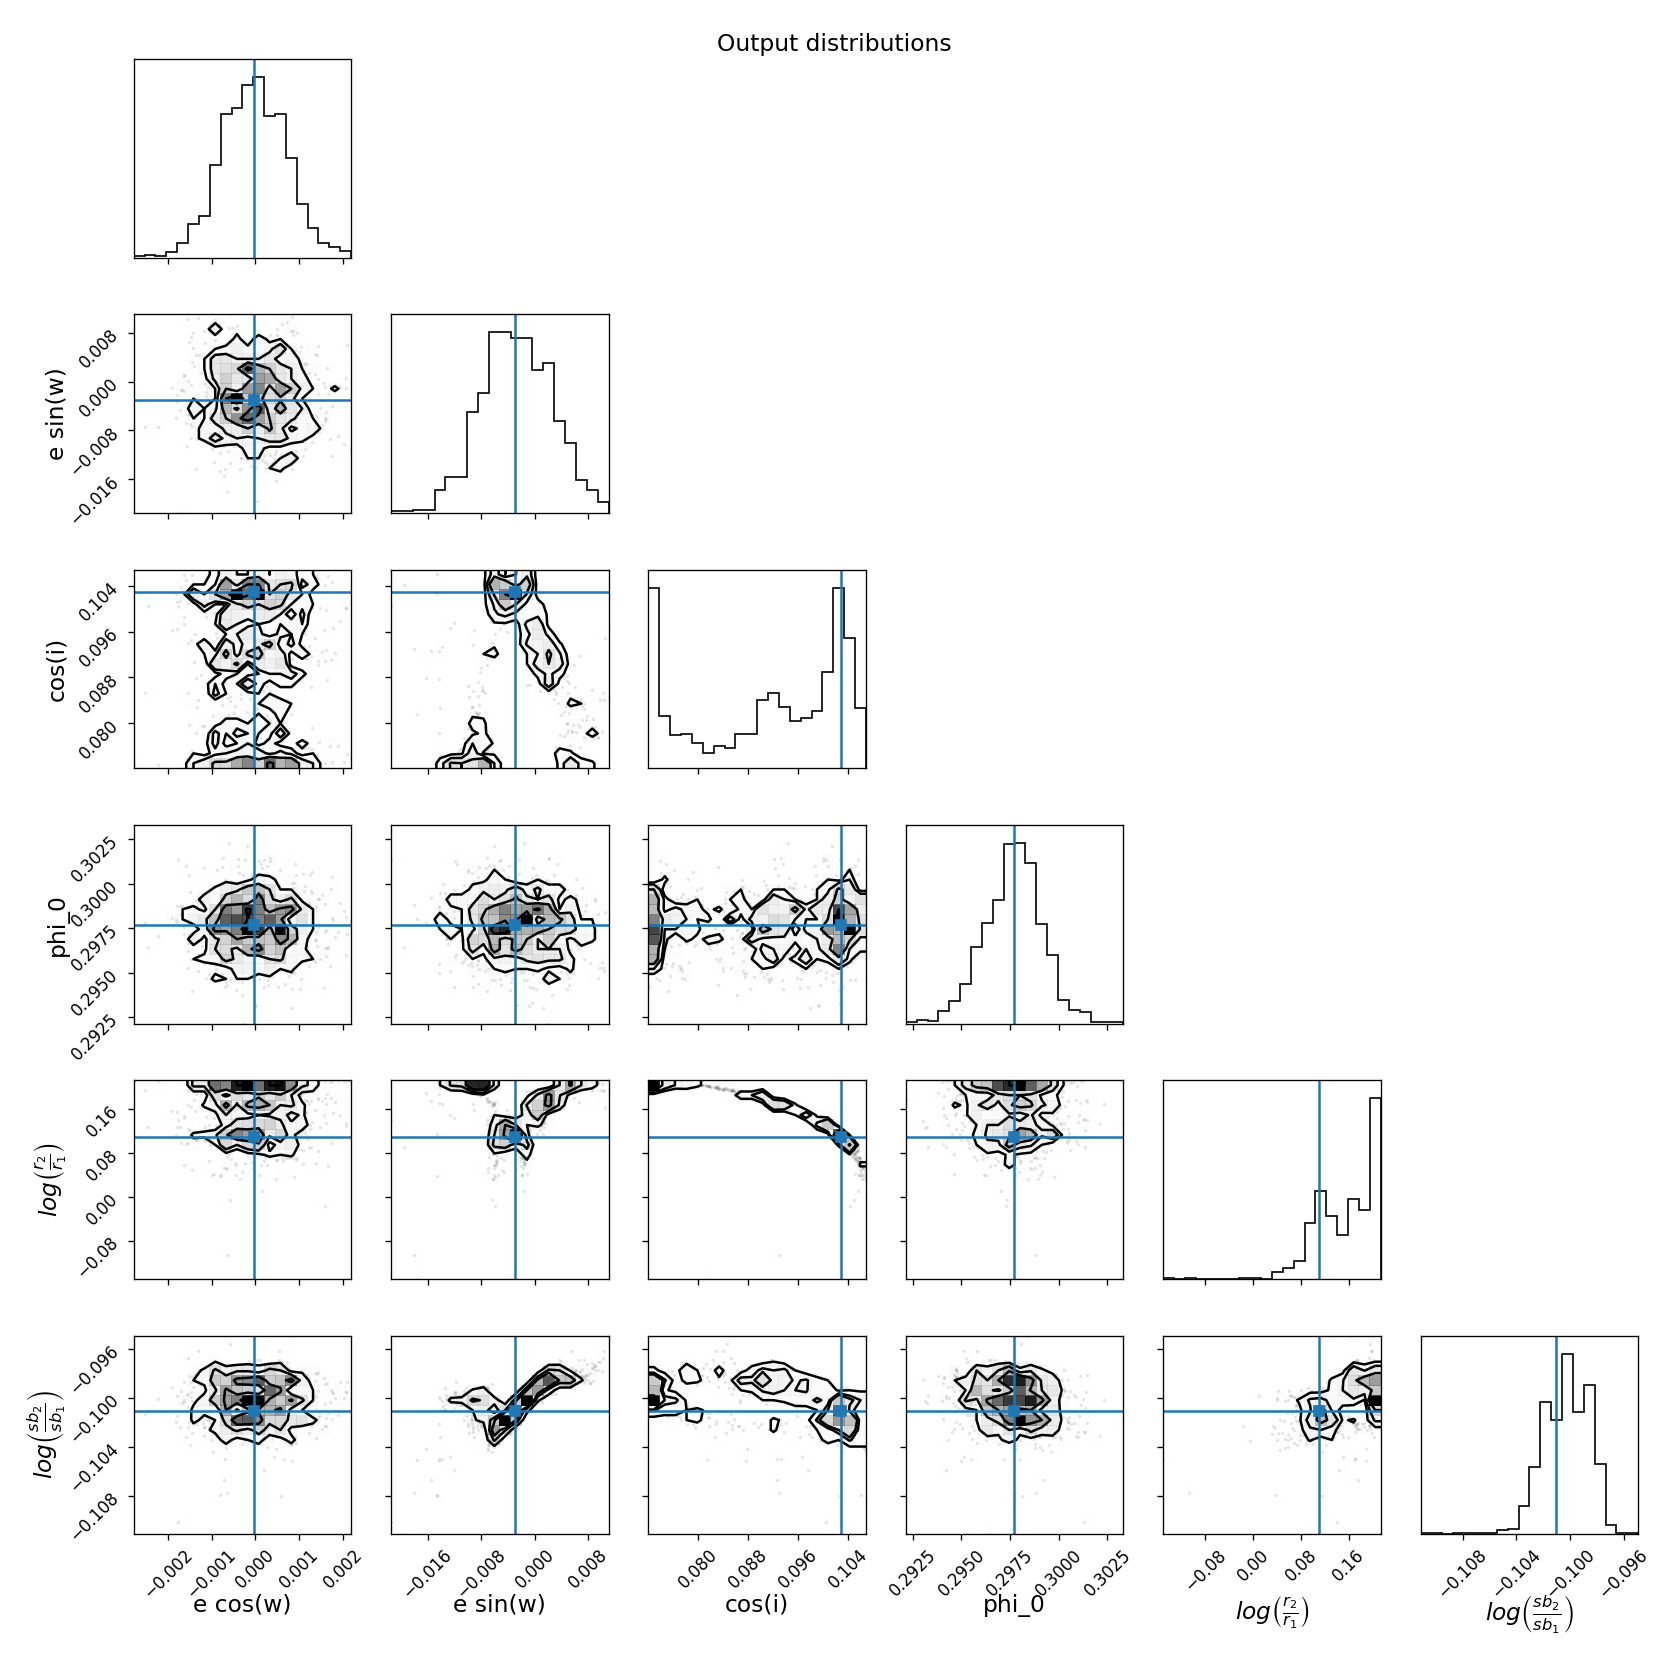 Output distributions
e sin(w)
0.008
0.000
−0.008
−0.016
cos(i)
0.104
0.096
0.088
0.080
phi_0
0.3025
0.3000
0.2975
0.2950
0.2925
log(r₂/r₁)
0.16
0.08
0.00
−0.08
log(sb₂/sb₁)
−0.096
−0.100
−0.104
−0.108
−0.002 −0.001 0.000 0.001 0.002
−0.016 −0.008 0.000 0.008
0.080 0.088 0.096 0.104
0.2925 0.2950 0.2975 0.3000 0.3025
−0.08 0.00 0.08 0.16
−0.108 −0.104 −0.100 −0.096
e cos(w)
e sin(w)
cos(i)
phi_0
log(r₂/r₁)
log(sb₂/sb₁)